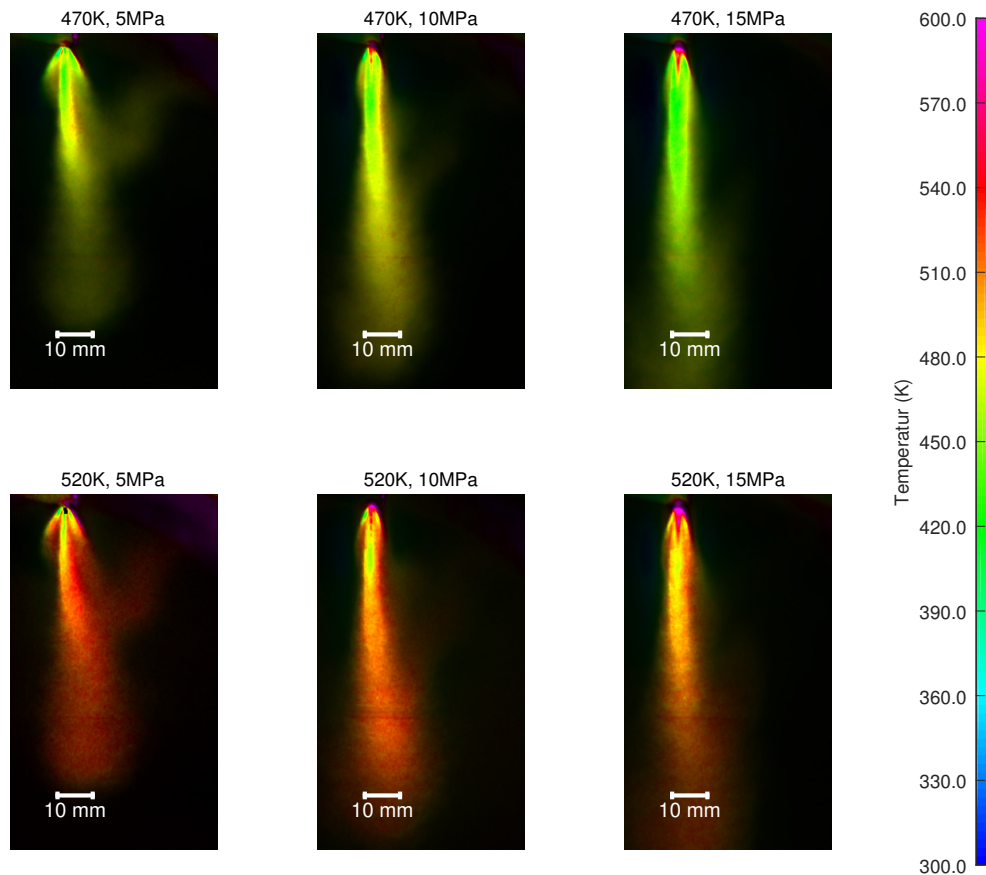 470K, 5MPa
470K, 10MPa
470K, 15MPa
10 mm
10 mm
10 mm
520K, 5MPa
520K, 10MPa
520K, 15MPa
10 mm
10 mm
10 mm
600.0
570.0
540.0
510.0
480.0
450.0
420.0
390.0
360.0
330.0
300.0
Temperatur (K)